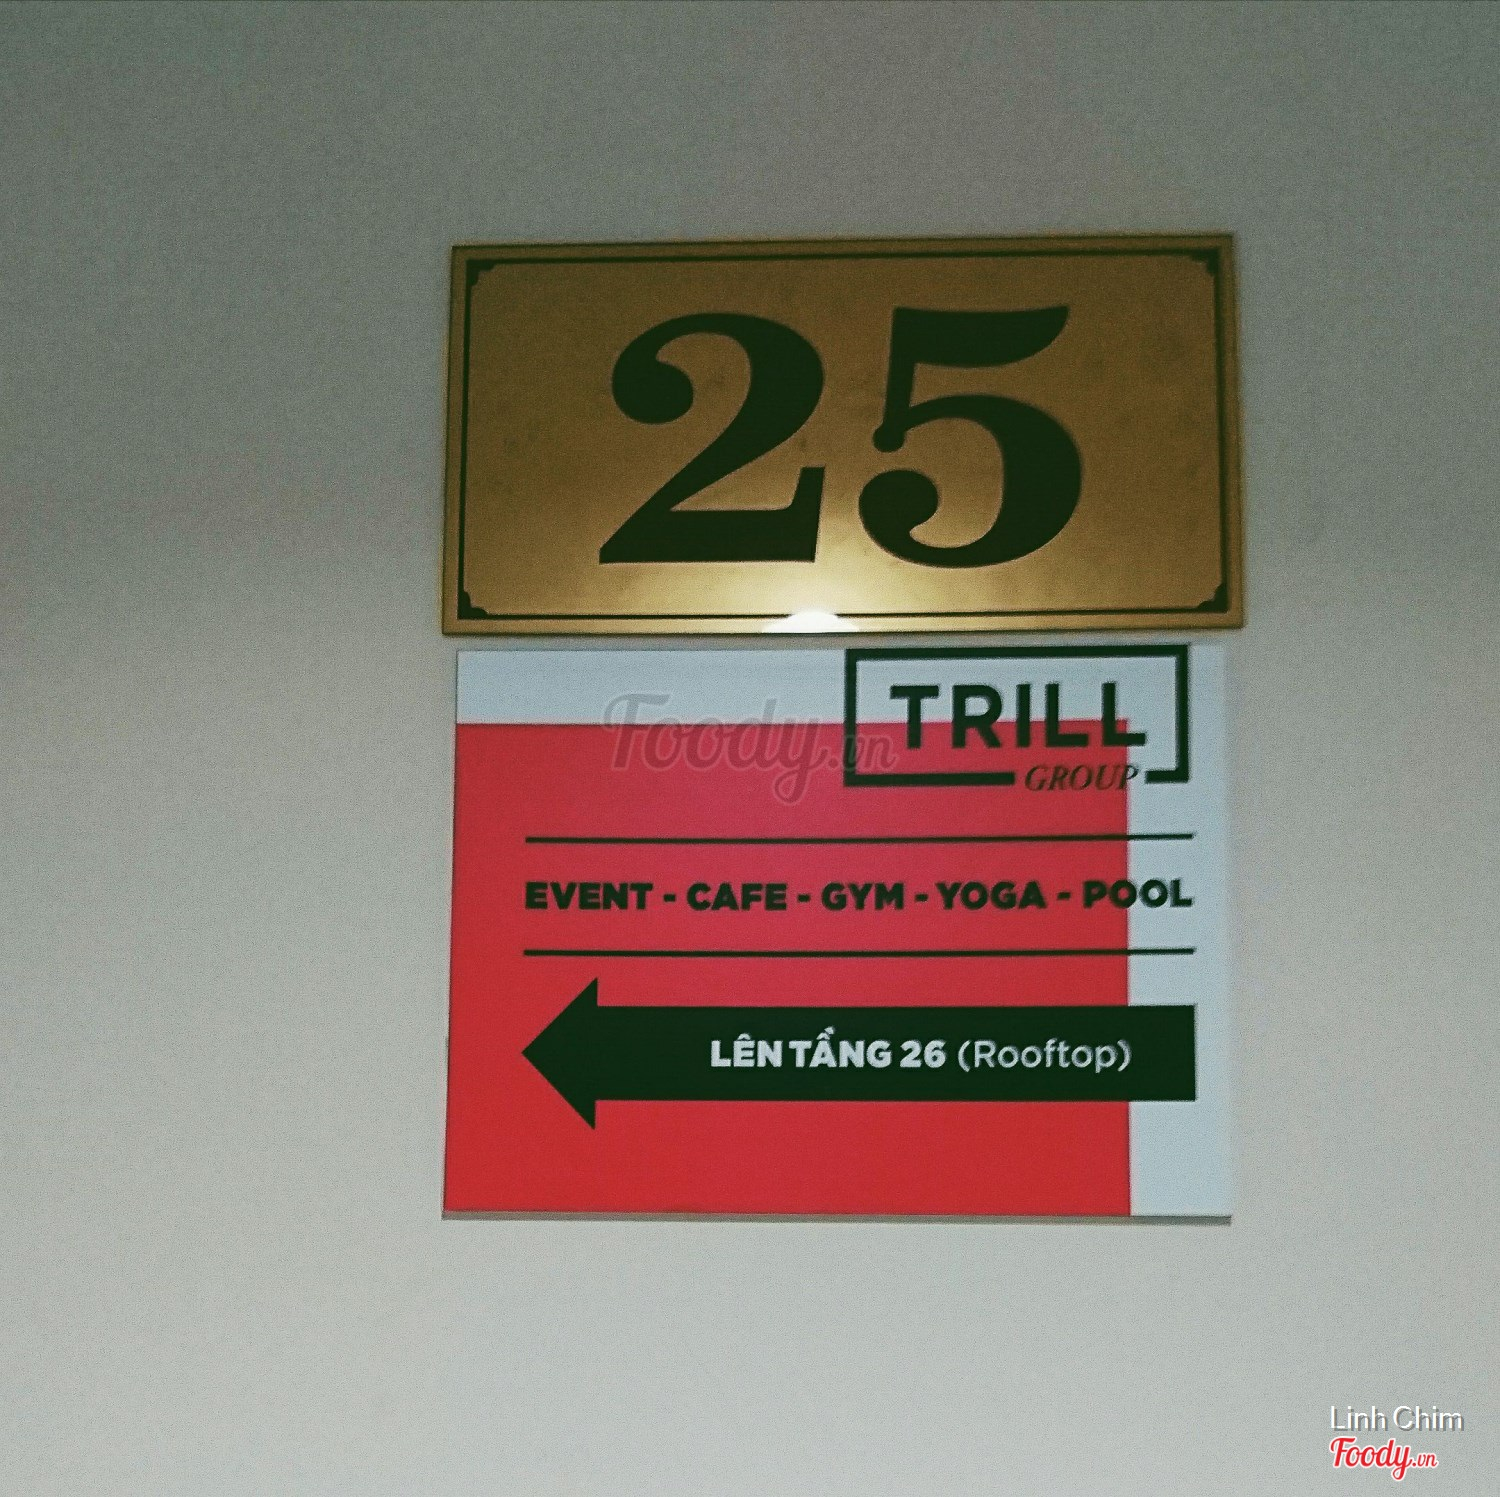 25
TRILL
GROUP
Foody.vn
EVENT - CAFE - GYM - YOGA - POOL
LÊN TẦNG 26 (Rooftop)
Linh Chim
Foody.vn